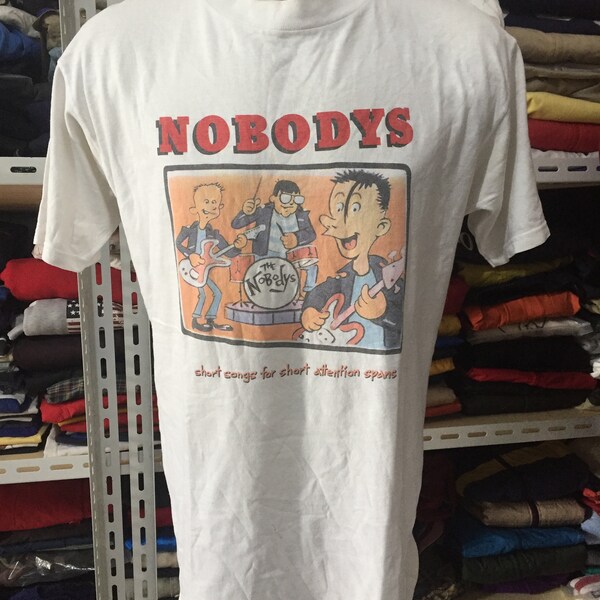 NOBODYS
THE
NoBodys
short songs for short attention spans